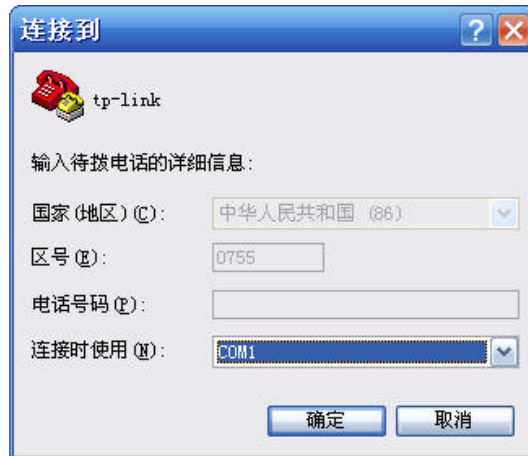 连接到
tp-link
输入待拨电话的详细信息:
国家(地区)(C): 中华人民共和国 (86)
区号(E): 0755
电话号码(P):
连接时使用(N): COM1
确定 取消